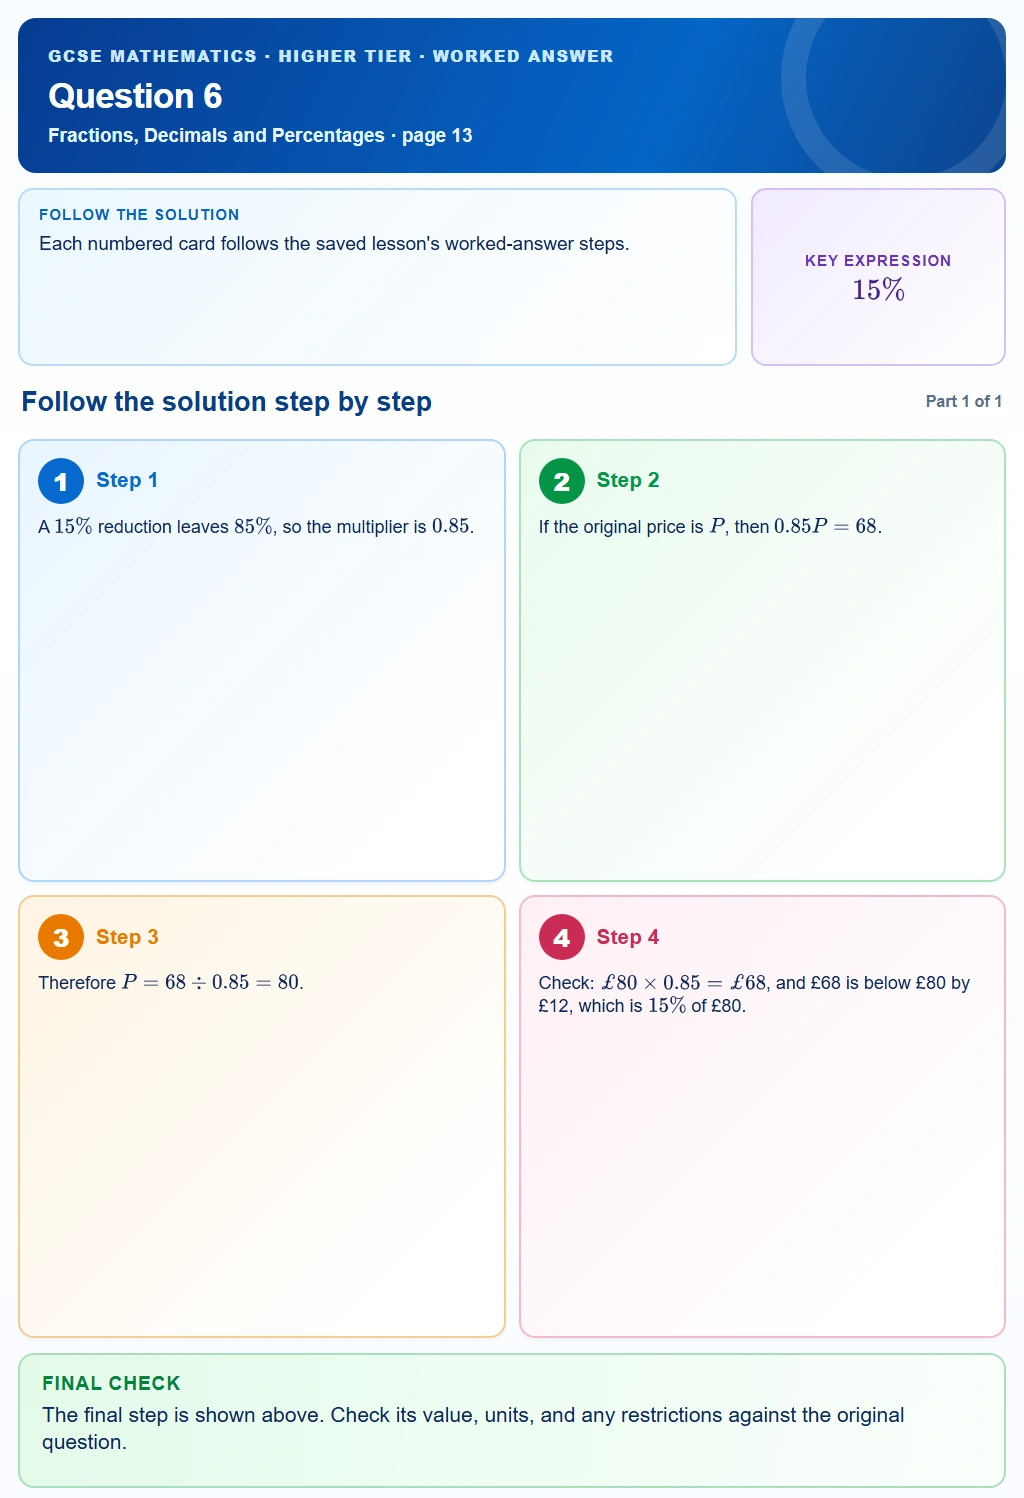 GCSE MATHEMATICS · HIGHER TIER · WORKED ANSWER
Question 6
Fractions, Decimals and Percentages · page 13
FOLLOW THE SOLUTION
Each numbered card follows the saved lesson's worked-answer steps.
KEY EXPRESSION
15%
Follow the solution step by step
Part 1 of 1
1 Step 1
A 15% reduction leaves 85%, so the multiplier is 0.85.
2 Step 2
If the original price is P, then 0.85P = 68.
3 Step 3
Therefore P = 68 ÷ 0.85 = 80.
4 Step 4
Check: £80 × 0.85 = £68, and £68 is below £80 by
£12, which is 15% of £80.
FINAL CHECK
The final step is shown above. Check its value, units, and any restrictions against the original
question.